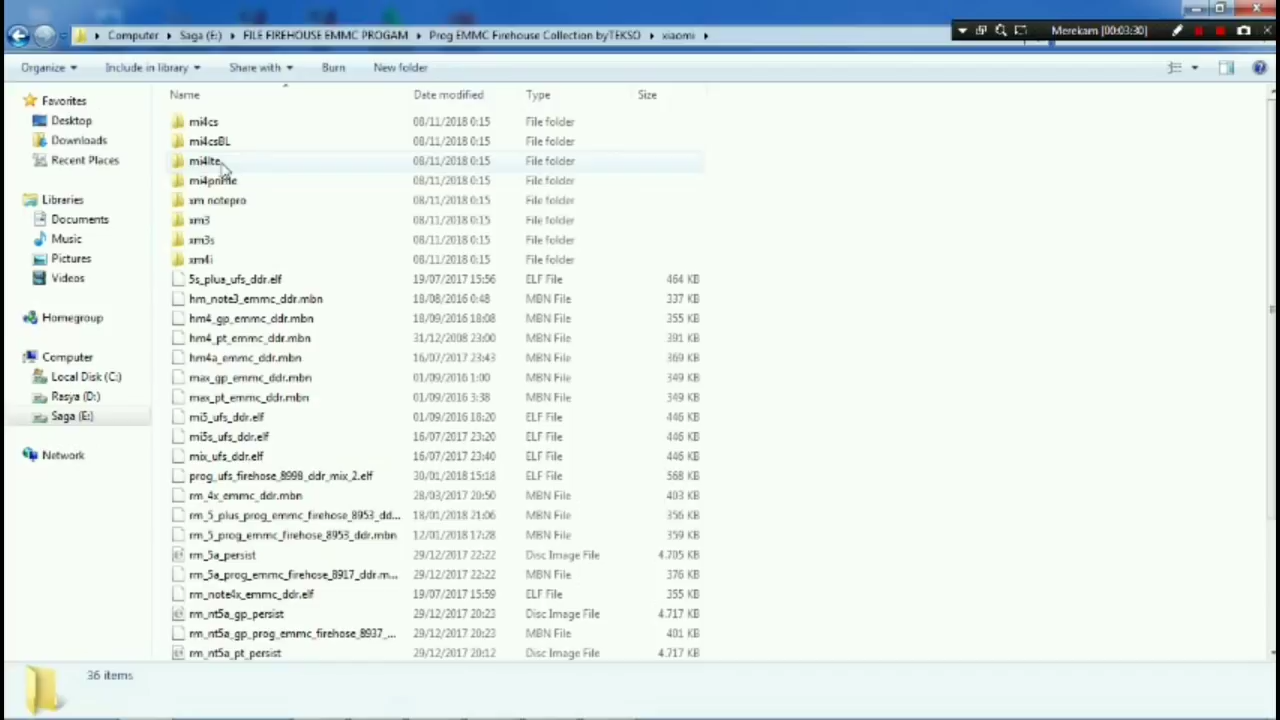 Computer Saga (E:) FILE FIREHOUSE EMMC PROGAM Prog EMMC Firehouse Collection byTEKSO xiaomi
Merekam [00:03:30]
Organize Include in library Share with Burn New folder
Name Date modified Type Size
Favorites
Desktop
Downloads
Recent Places
Libraries
Documents
Music
Pictures
Videos
Homegroup
Computer
Local Disk (C:)
Rasya (D:)
Saga (E:)
Network
mi4cs 08/11/2018 0:15 File folder
mi4csBL 08/11/2018 0:15 File folder
mi4lte 08/11/2018 0:15 File folder
mi4prime 08/11/2018 0:15 File folder
xm notepro 08/11/2018 0:15 File folder
xm3 08/11/2018 0:15 File folder
xm3s 08/11/2018 0:15 File folder
xm4i 08/11/2018 0:15 File folder
5s_plua_ufs_ddr.elf 19/07/2017 15:56 ELF File 464 KB
hm_note3_emmc_ddr.mbn 18/08/2016 0:48 MBN File 337 KB
hm4_gp_emmc_ddr.mbn 18/09/2016 18:08 MBN File 355 KB
hm4_pt_emmc_ddr.mbn 31/12/2008 23:00 MBN File 391 KB
hm4a_emmc_ddr.mbn 16/07/2017 23:43 MBN File 369 KB
max_gp_emmc_ddr.mbn 01/09/2016 1:00 MBN File 349 KB
max_pt_emmc_ddr.mbn 01/09/2016 3:38 MBN File 349 KB
mi5_ufs_ddr.elf 01/09/2016 18:20 ELF File 446 KB
mi5s_ufs_ddr.elf 16/07/2017 23:20 ELF File 446 KB
mix_ufs_ddr.elf 16/07/2017 23:40 ELF File 446 KB
prog_ufs_firehose_8998_ddr_mix_2.elf 30/01/2018 15:18 ELF File 568 KB
rm_4x_emmc_ddr.mbn 28/03/2017 20:50 MBN File 403 KB
rm_5_plus_prog_emmc_firehose_8953_dd... 18/01/2018 21:06 MBN File 356 KB
rm_5_prog_emmc_firehose_8953_ddr.mbn 12/01/2018 17:28 MBN File 359 KB
rm_5a_persist 29/12/2017 22:22 Disc Image File 4.705 KB
rm_5a_prog_emmc_firehose_8917_ddr.m... 29/12/2017 22:22 MBN File 376 KB
rm_note4x_emmc_ddr.elf 19/07/2017 15:59 ELF File 355 KB
rm_nt5a_gp_persist 29/12/2017 20:23 Disc Image File 4.717 KB
rm_nt5a_gp_prog_emmc_firehose_8937_... 29/12/2017 20:23 MBN File 401 KB
rm_nt5a_pt_persist 29/12/2017 20:12 Disc Image File 4.717 KB
36 items